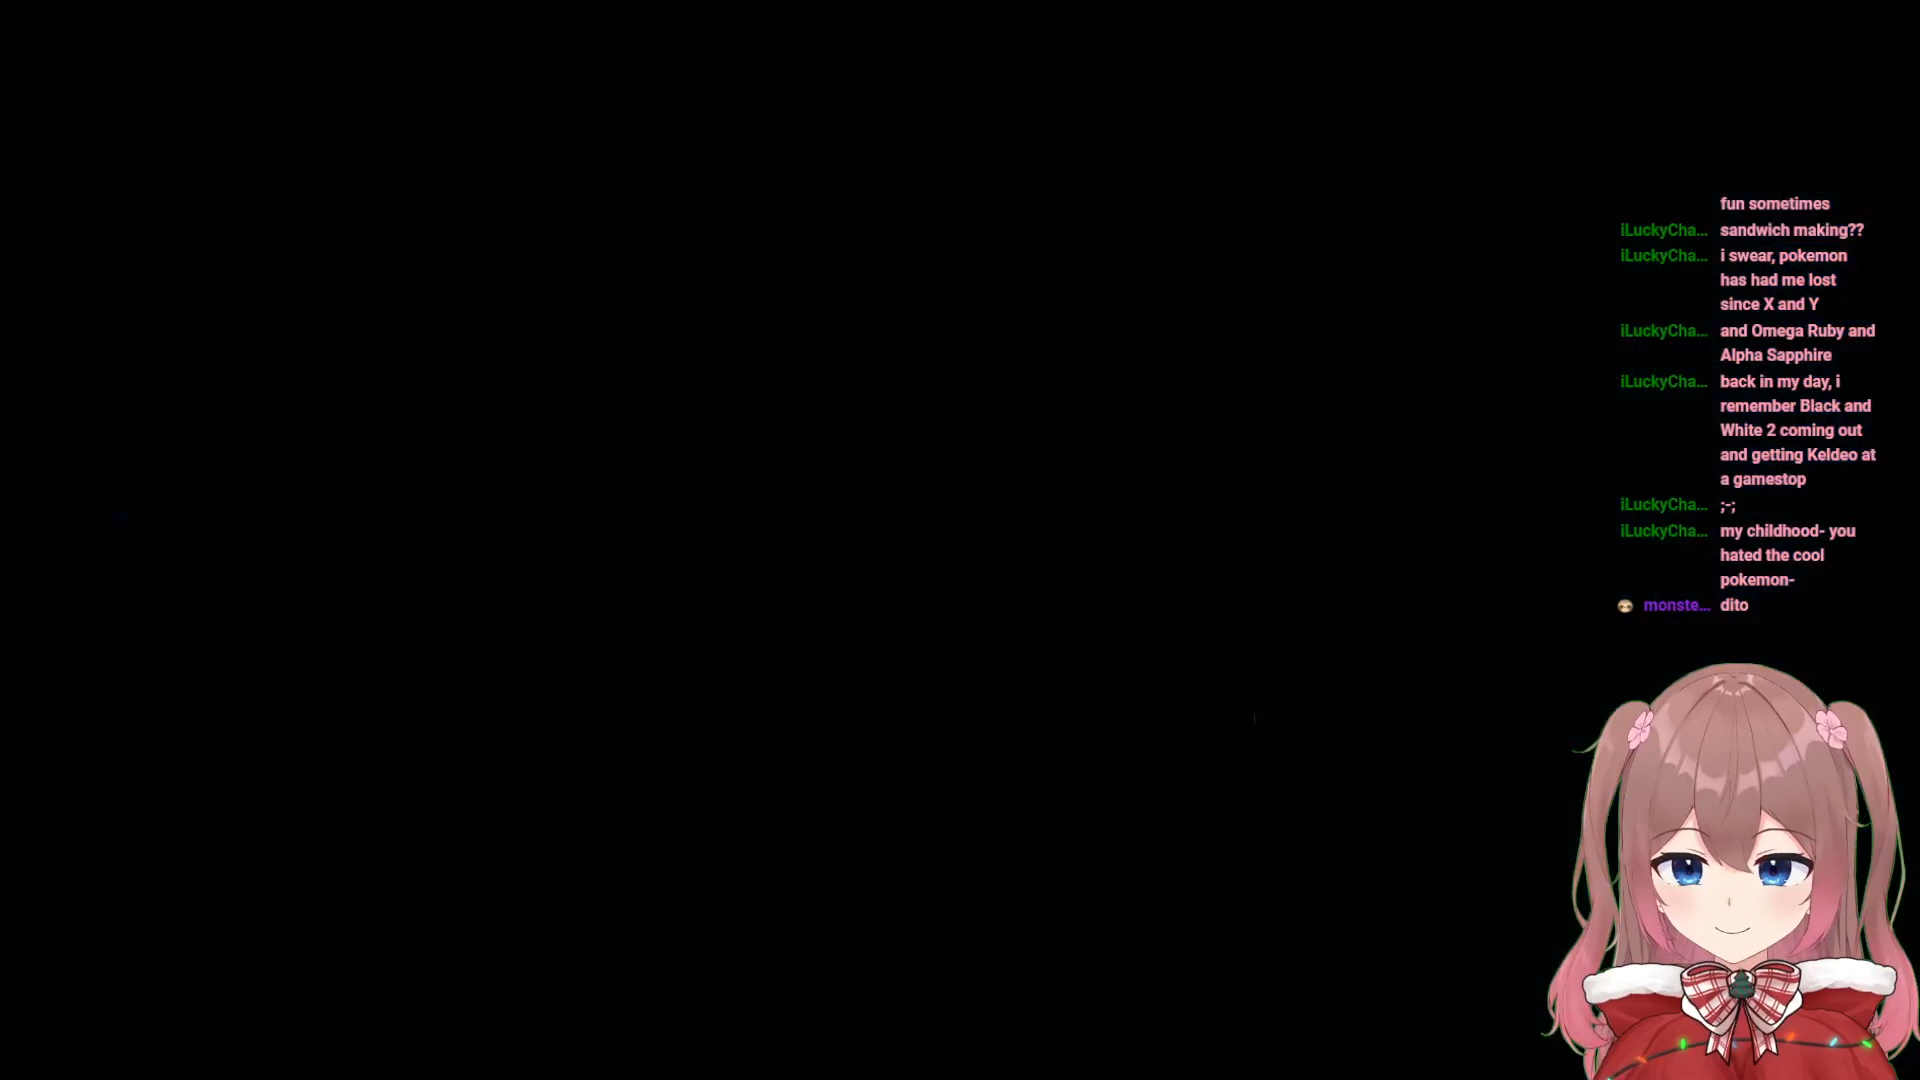 fun sometimes
iLuckyCha... sandwich making??
iLuckyCha... i swear, pokemon
has had me lost
since X and Y
iLuckyCha... and Omega Ruby and
Alpha Sapphire
iLuckyCha... back in my day, i
remember Black and
White 2 coming out
and getting Keldeo at
a gamestop
iLuckyCha... ;-;
iLuckyCha... my childhood- you
hated the cool
pokemon-
monste... dito